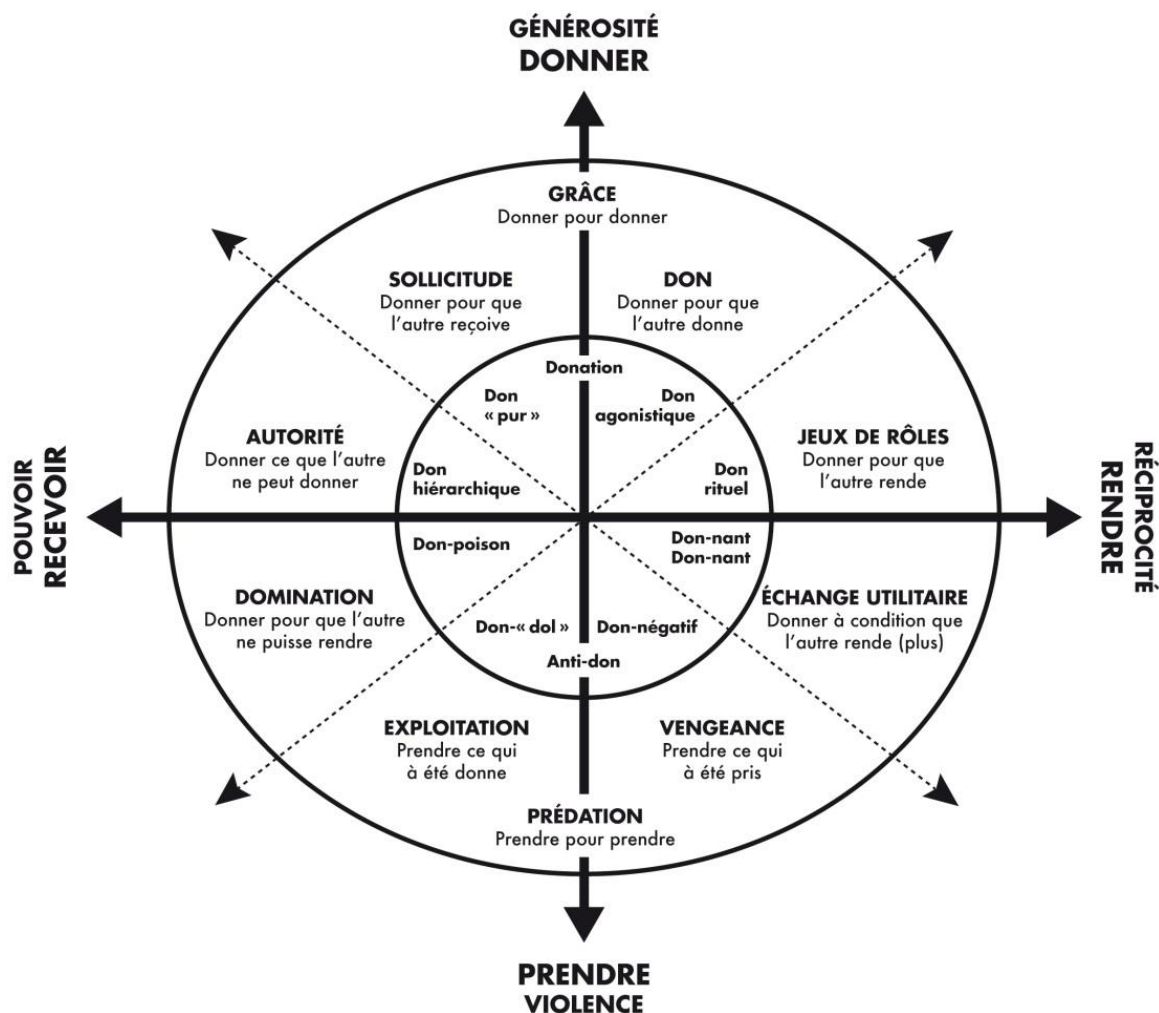 GÉNÉROSITÉ
DONNER
GRÂCE
Donner pour donner
SOLLICITUDE
Donner pour que
l’autre reçoive
DON
Donner pour que
l’autre donne
Donation
Don
« pur »
Don
agonistique
AUTORITÉ
Donner ce que l’autre
ne peut donner
Don
hiérarchique
Don
rituel
JEUX DE RÔLES
Donner pour que
l’autre rende
POUVOIR
RECEVOIR
RÉCIPROCITÉ
RENDRE
Don-poison
Don-nant
Don-nant
DOMINATION
Donner pour que l’autre
ne puisse rendre
ÉCHANGE UTILITAIRE
Donner à condition que
l’autre rende (plus)
Don-« dol »
Don-négatif
Anti-don
EXPLOITATION
Prendre ce qui
à été donne
VENGEANCE
Prendre ce qui
à été pris
PRÉDATION
Prendre pour prendre
PRENDRE
VIOLENCE